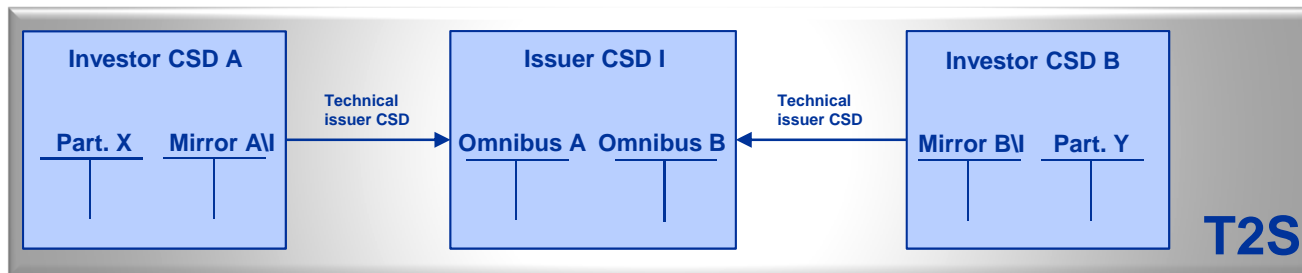 Investor CSD A
Issuer CSD I
Investor CSD B
Technical
issuer CSD
Technical
issuer CSD
Part. X
Mirror A\I
Omnibus A
Omnibus B
Mirror B\I
Part. Y
T2S